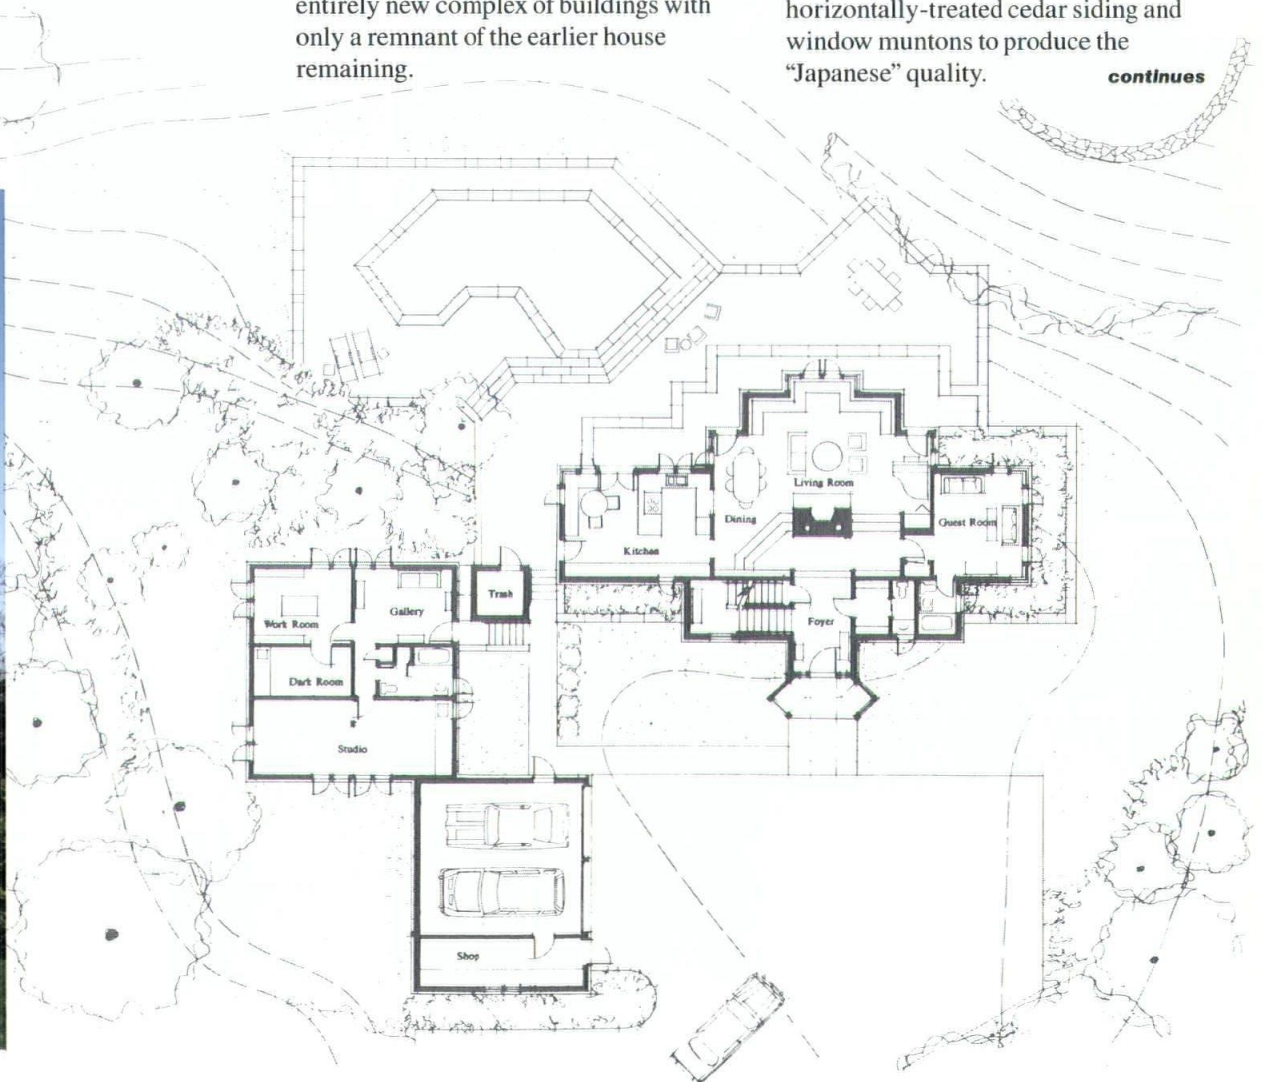 entirely new complex of buildings with
only a remnant of the earlier house
remaining.
horizontally-treated cedar siding and
window muntons to produce the
“Japanese” quality.
continues
Living Room
Dining
Guest Room
Kitchen
Trash
Gallery
Work Room
Foyer
Dark Room
Studio
Shop